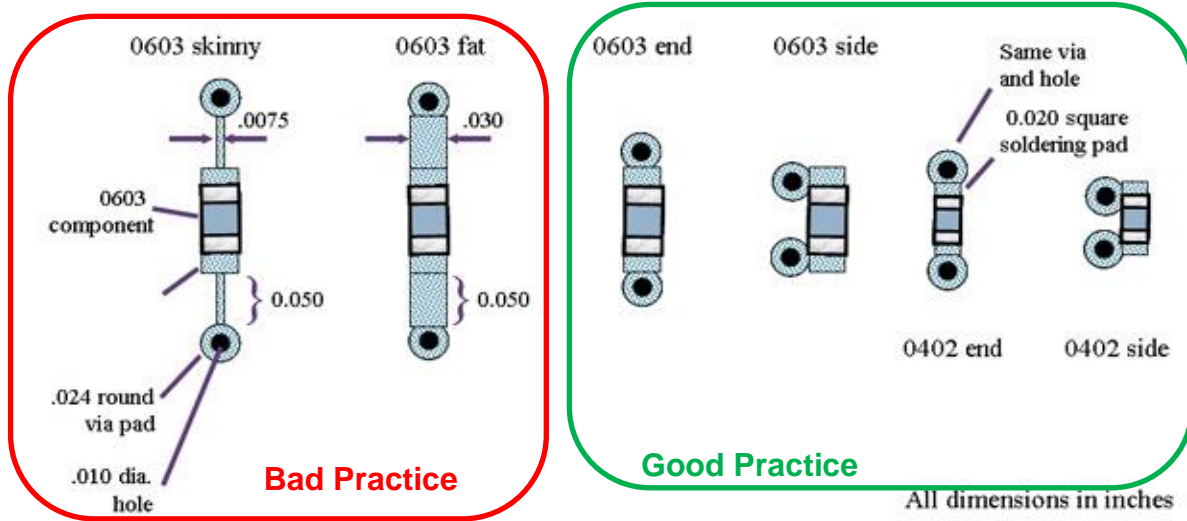 0603 skinny
0603 fat
.0075
.030
0603
component
0.050
0.050
.024 round
via pad
.010 dia.
hole
Bad Practice
0603 end
0603 side
Same via
and hole
0.020 square
soldering pad
0402 end
0402 side
Good Practice
All dimensions in inches